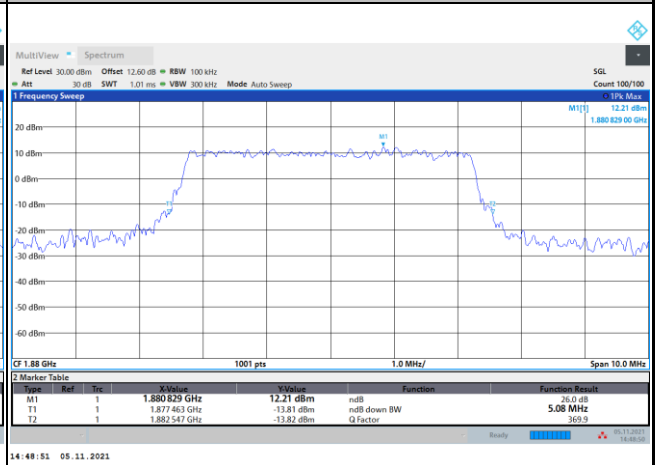 MultiView Spectrum
Ref Level 30.00 dBm Offset 12.60 dB RBW 100 kHz SGL
Att 30 dB SWT 1.01 ms VBW 300 kHz Mode Auto Sweep Count 100/100
1 Frequency Sweep 1Pk Max
M1[1] 12.21 dBm
1.880 829 00 GHz
M1
20 dBm
10 dBm
0 dBm
-10 dBm
T1
T2
-20 dBm
-30 dBm
-40 dBm
-50 dBm
-60 dBm
CF 1.88 GHz 1001 pts 1.0 MHz/ Span 10.0 MHz
2 Marker Table
Type Ref Trc X-Value Y-Value Function Function Result
M1 1 1.880 829 GHz 12.21 dBm ndB 26.0 dB
T1 1 1.877 463 GHz -13.81 dBm ndB down BW 5.08 MHz
T2 1 1.882 547 GHz -13.82 dBm Q Factor 369.9
Ready 05.11.2021
14:48:50
14:48:51 05.11.2021